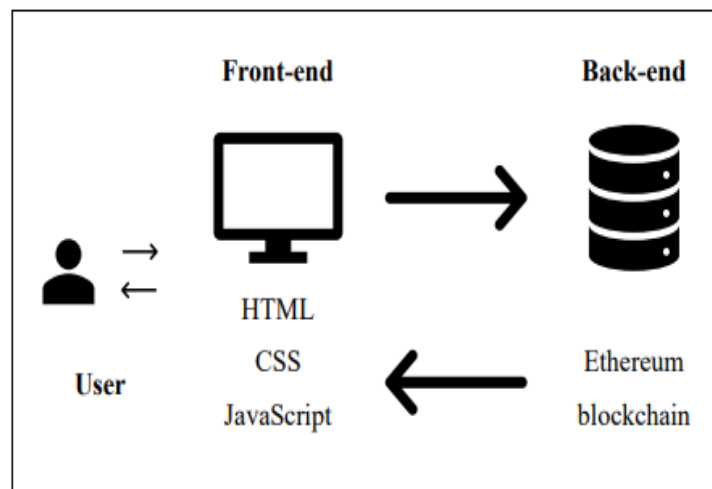 Front-end
Back-end
HTML
CSS
JavaScript
User
Ethereum
blockchain